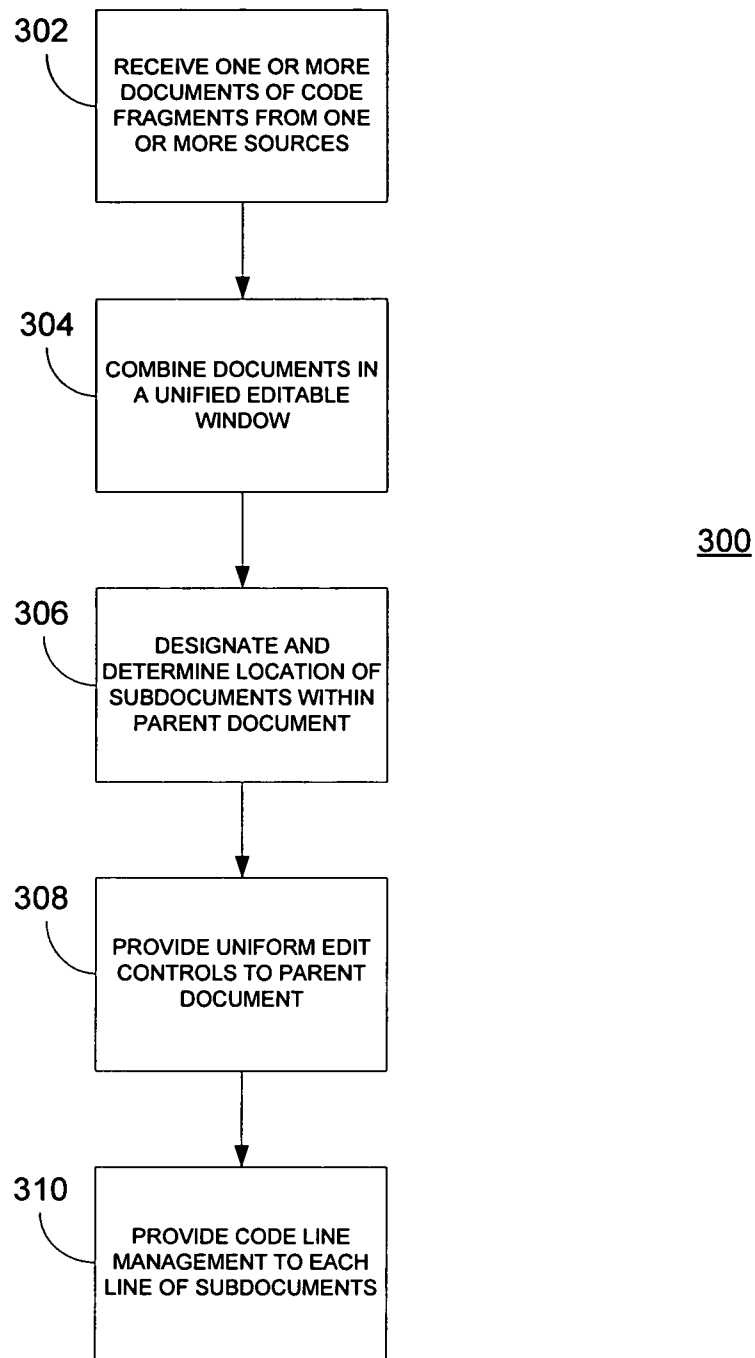 302
RECEIVE ONE OR MORE
DOCUMENTS OF CODE
FRAGMENTS FROM ONE
OR MORE SOURCES
304
COMBINE DOCUMENTS IN
A UNIFIED EDITABLE
WINDOW
300
306
DESIGNATE AND
DETERMINE LOCATION OF
SUBDOCUMENTS WITHIN
PARENT DOCUMENT
308
PROVIDE UNIFORM EDIT
CONTROLS TO PARENT
DOCUMENT
310
PROVIDE CODE LINE
MANAGEMENT TO EACH
LINE OF SUBDOCUMENTS